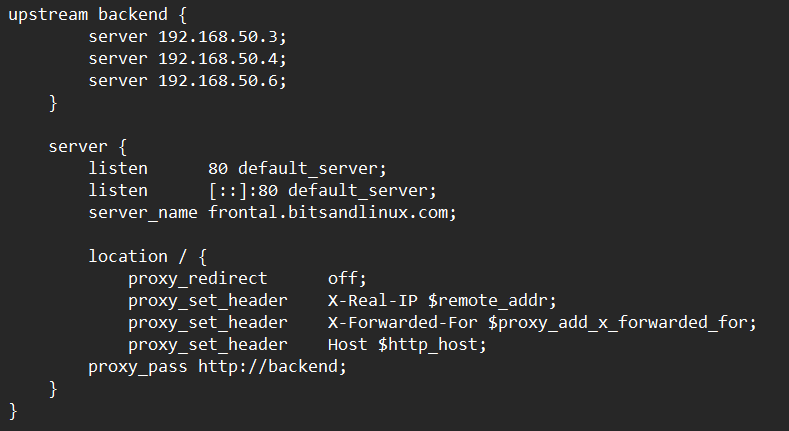 upstream backend {
        server 192.168.50.3;
        server 192.168.50.4;
        server 192.168.50.6;
    }

    server {
        listen      80 default_server;
        listen      [::]:80 default_server;
        server_name frontal.bitsandlinux.com;

        location / {
            proxy_redirect      off;
            proxy_set_header    X-Real-IP $remote_addr;
            proxy_set_header    X-Forwarded-For $proxy_add_x_forwarded_for;
            proxy_set_header    Host $http_host;
        proxy_pass http://backend;
    }
}